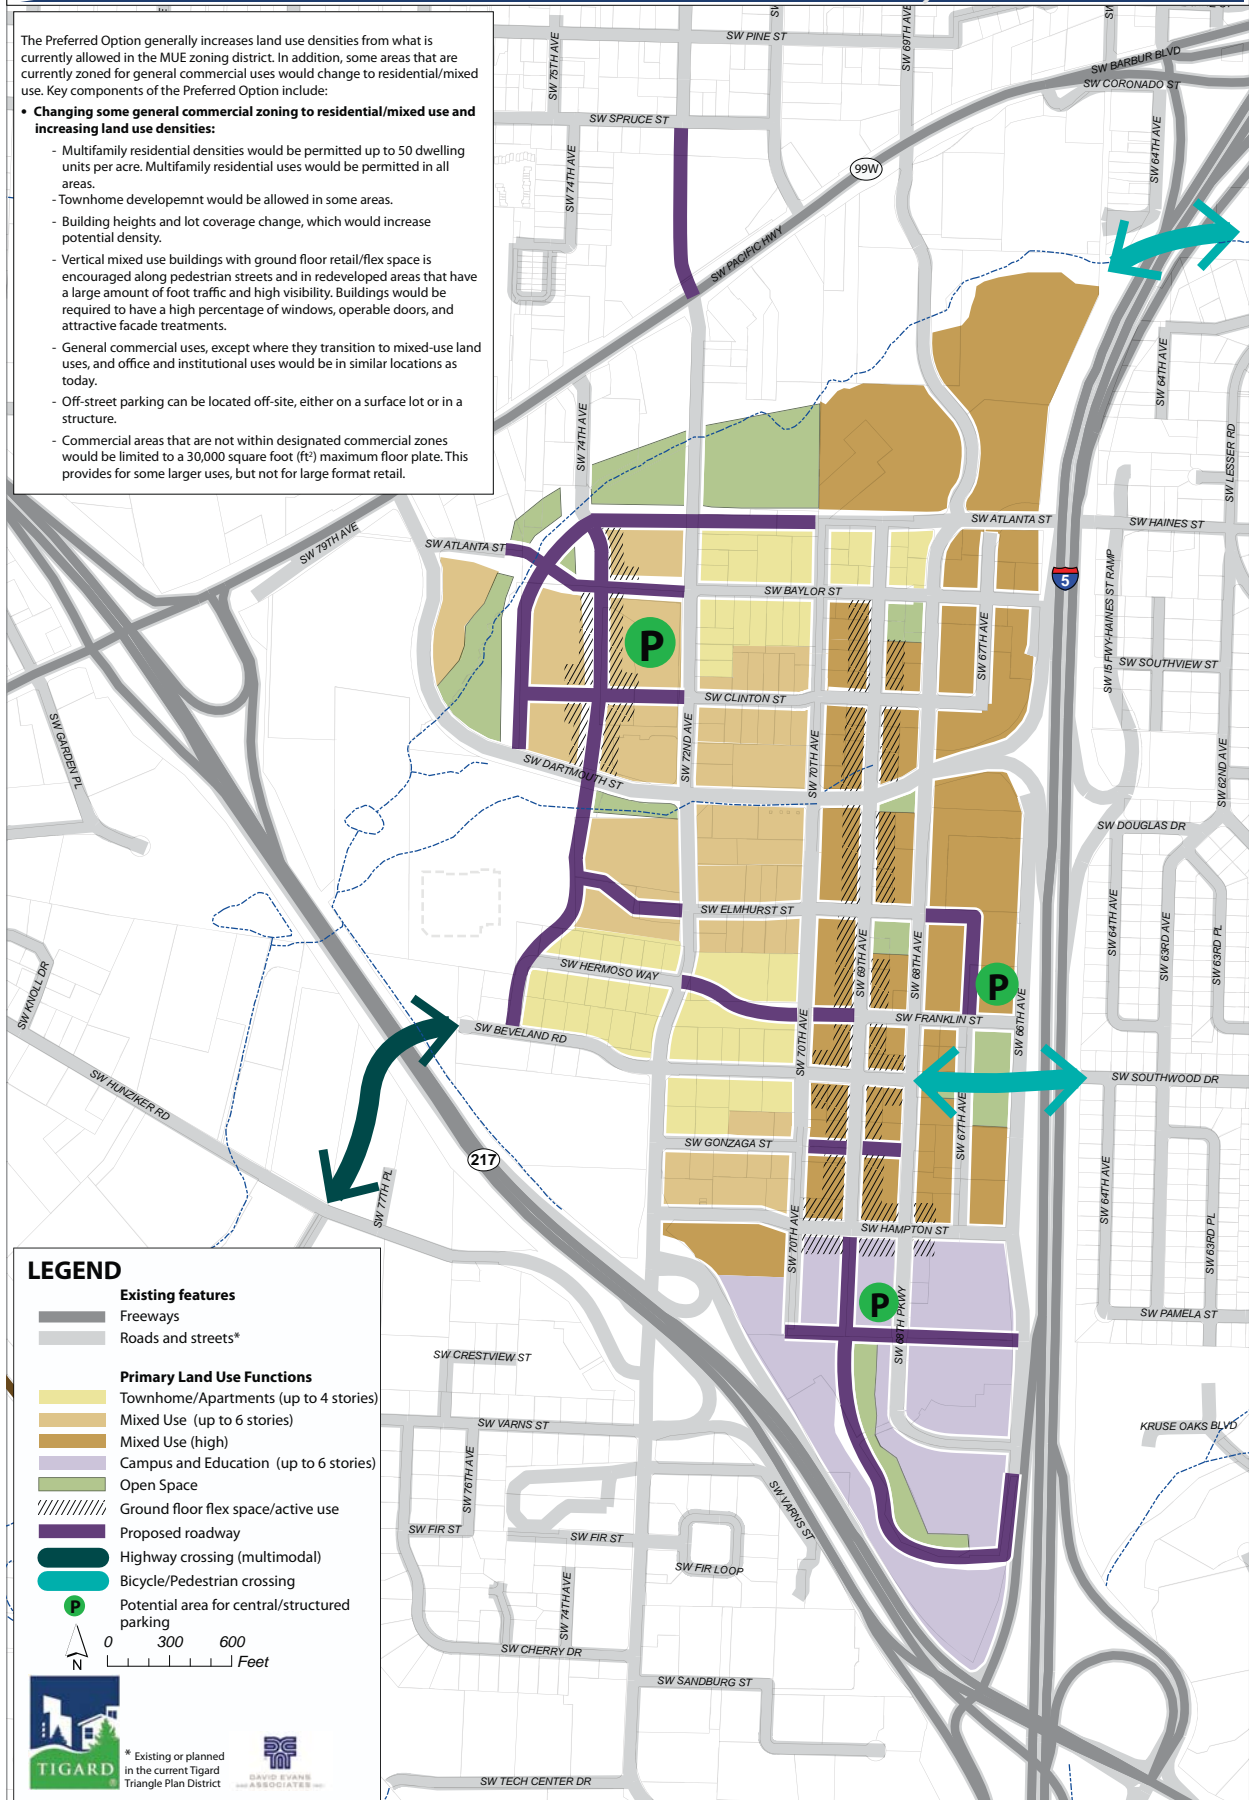 The Preferred Option generally increases land use densities from what is
currently allowed in the MUE zoning district. In addition, some areas that are
currently zoned for general commercial uses would change to residential/mixed
use. Key components of the Preferred Option include:
• Changing some general commercial zoning to residential/mixed use and
increasing land use densities:
- Multifamily residential densities would be permitted up to 50 dwelling
units per acre. Multifamily residential uses would be permitted in all
areas.
- Townhome developemnt would be allowed in some areas.
- Building heights and lot coverage change, which would increase
potential density.
- Vertical mixed use buildings with ground floor retail/flex space is
encouraged along pedestrian streets and in redeveloped areas that have
a large amount of foot traffic and high visibility. Buildings would be
required to have a high percentage of windows, operable doors, and
attractive facade treatments.
- General commercial uses, except where they transition to mixed-use land
uses, and office and institutional uses would be in similar locations as
today.
- Off-street parking can be located off-site, either on a surface lot or in a
structure.
- Commercial areas that are not within designated commercial zones
would be limited to a 30,000 square foot (ft²) maximum floor plate. This
provides for some larger uses, but not for large format retail.
SW PINE ST
SW 75TH AVE
SW 69TH AVE
SW BARBUR BLVD
SW CORONADO ST
SW SPRUCE ST
SW 74TH AVE
SW 64TH AVE
99W
SW PACIFIC HWY
SW 64TH AVE
SW 74TH AVE
SW LESSER RD
SW 79TH AVE
SW ATLANTA ST
SW ATLANTA ST
SW HAINES ST
5
SW BAYLOR ST
SW I5 FWY-HAINES ST RAMP
SW 67TH AVE
P
SW SOUTHVIEW ST
SW CLINTON ST
SW GARDEN PL
SW 72ND AVE
SW 70TH AVE
SW DARTMOUTH ST
SW 62ND AVE
SW DOUGLAS DR
SW ELMHURST ST
SW 64TH AVE
SW 63RD AVE
SW 63RD PL
SW HERMOSO WAY
SW 69TH AVE
SW 68TH AVE
P
SW KNOLL DR
SW BEVELAND RD
SW FRANKLIN ST
SW 66TH AVE
SW 70TH AVE
SW SOUTHWOOD DR
SW HUNZIKER RD
SW 67TH AVE
SW GONZAGA ST
217
SW 77TH PL
SW 64TH AVE
SW 63RD PL
SW 70TH AVE
SW HAMPTON ST
P
SW 68TH PKWY
SW PAMELA ST
SW CRESTVIEW ST
SW VARNS ST
KRUSE OAKS BLVD
SW 76TH AVE
SW VARNS ST
SW FIR ST
SW FIR ST
SW FIR LOOP
SW 74TH AVE
SW CHERRY DR
SW SANDBURG ST
SW TECH CENTER DR
LEGEND
Existing features
Freeways
Roads and streets*
Primary Land Use Functions
Townhome/Apartments (up to 4 stories)
Mixed Use (up to 6 stories)
Mixed Use (high)
Campus and Education (up to 6 stories)
Open Space
Ground floor flex space/active use
Proposed roadway
Highway crossing (multimodal)
Bicycle/Pedestrian crossing
P Potential area for central/structured
parking
N
0 300 600
Feet
TIGARD
* Existing or planned
in the current Tigard
Triangle Plan District
DAVID EVANS
AND ASSOCIATES INC.